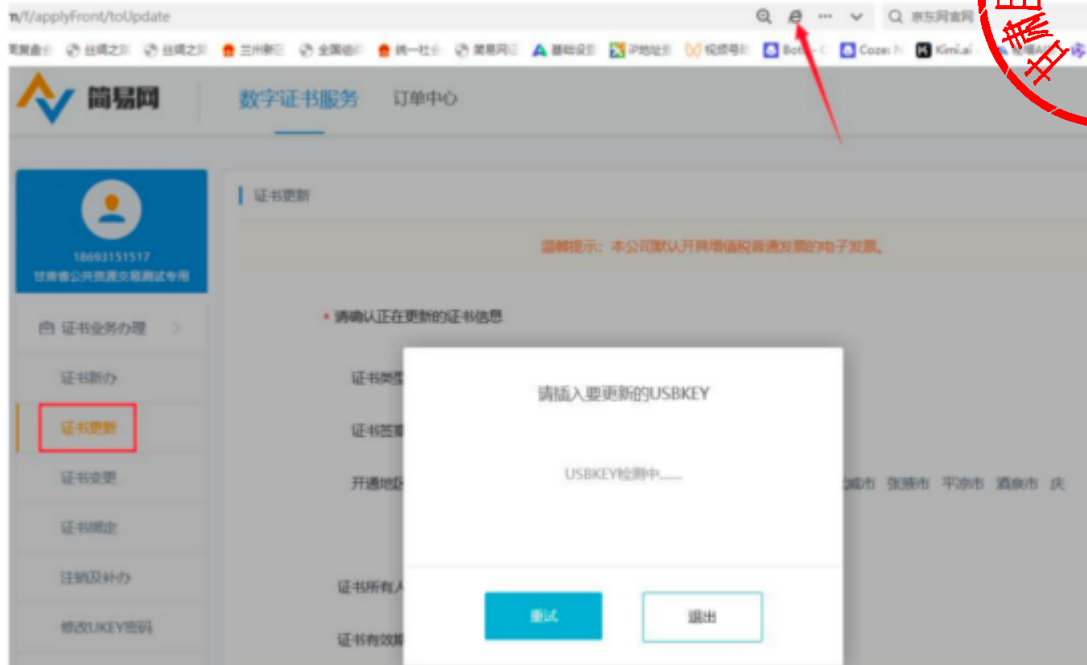 m/f/applyFront/toUpdate
京东网官网
丝绸之
丝绸之
兰州新区
全国
统一社
简易网
基础设
IP地址
视频号
Bot
Coze:
Kimi.ai
简易网
数字证书服务 订单中心
证书更新
温馨提示：本公司默认开具增值税普通发票的电子发票。
18693151517
甘肃省公共资源交易测试专用
* 请确认正在更新的证书信息
证书业务办理
证书新办
证书类型
请插入要更新的USBKEY
证书更新
证书签章
USBKEY检测中......
证书变更
开通地区
威市 张掖市 平凉市 酒泉市 庆
证书绑定
注销及补办
证书所有人
重试 退出
修改UKEY密码
证书有效期
肃